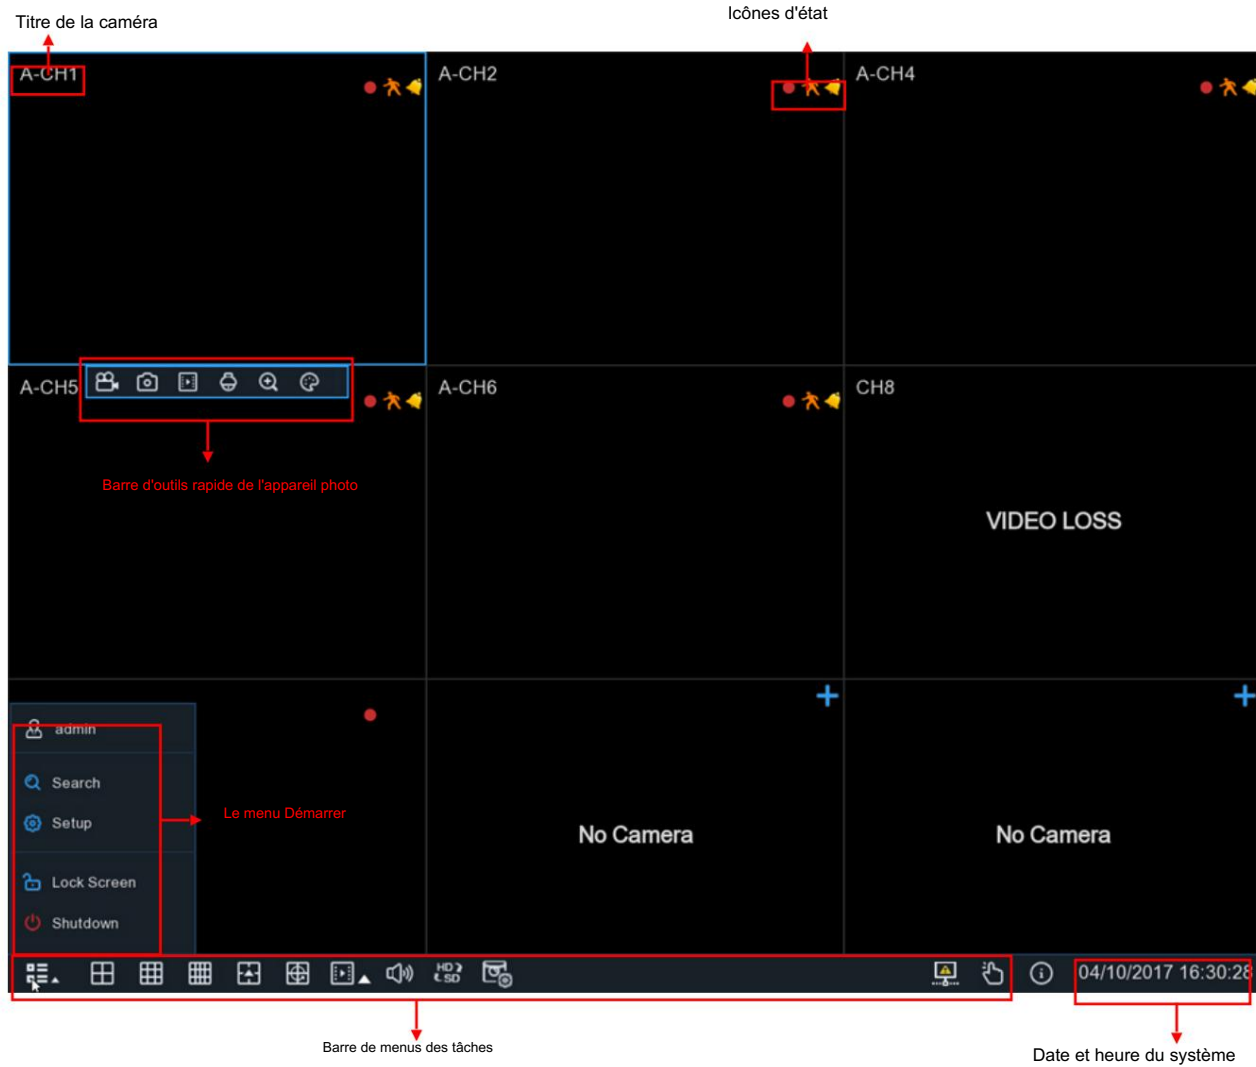 Titre de la caméra
Icônes d'état
A-CH1
A-CH2
A-CH4
A-CH5
A-CH6
CH8
Barre d'outils rapide de l'appareil photo
VIDEO LOSS
admin
Search
Setup
Le menu Démarrer
Lock Screen
Shutdown
No Camera
No Camera
HD
SD
04/10/2017 16:30:28
Barre de menus des tâches
Date et heure du système